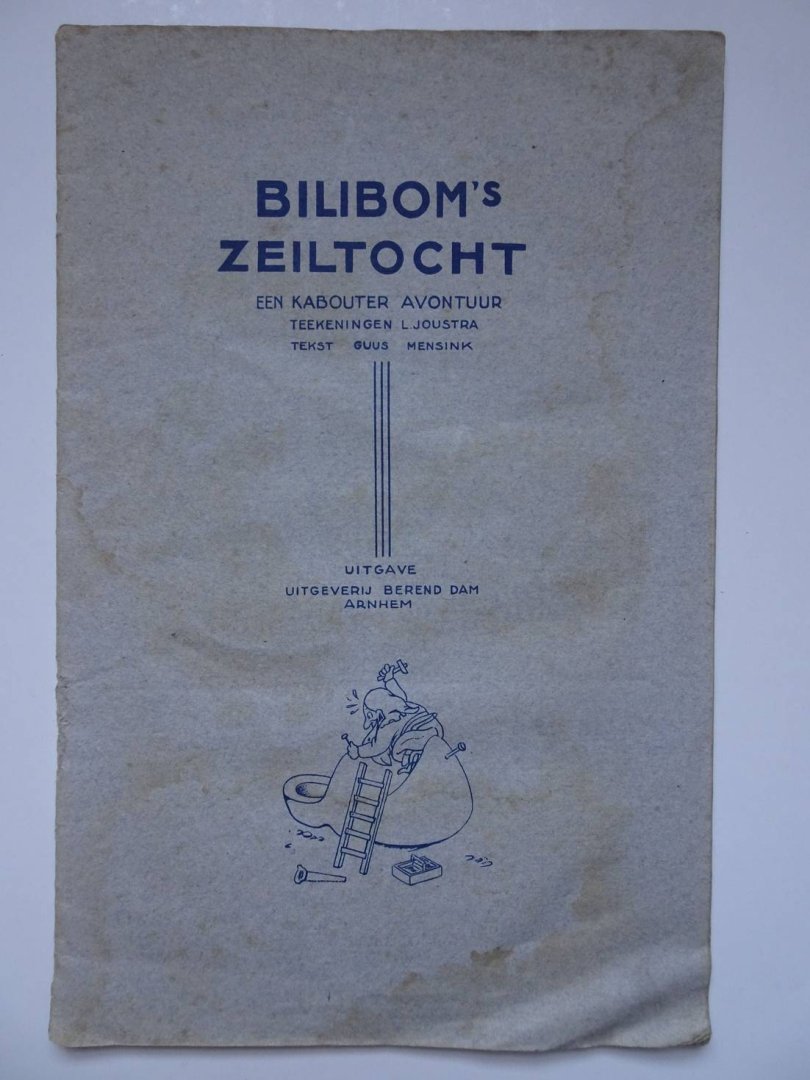 BILIBOM's
ZEILTOCHT
EEN KABOUTER AVONTUUR
TEEKENINGEN L JOUSTRA
TEKST GUUS MENSINK
UITGAVE
UITGEVERIJ BEREND DAM
ARNHEM